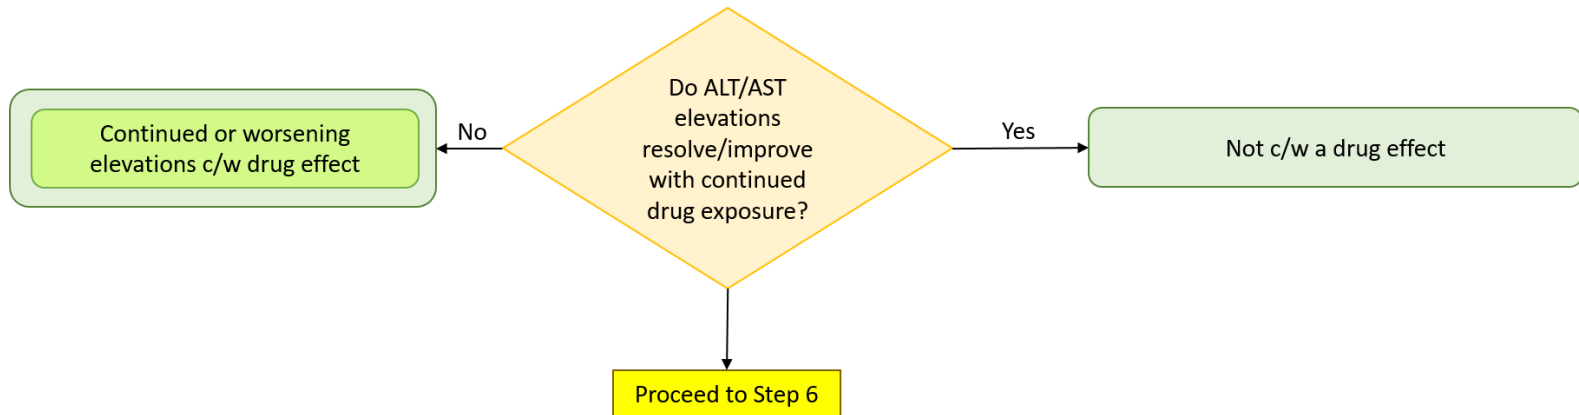 Do ALT/AST
elevations
resolve/improve
with continued
drug exposure?
No
Yes
Continued or worsening
elevations c/w drug effect
Not c/w a drug effect
Proceed to Step 6